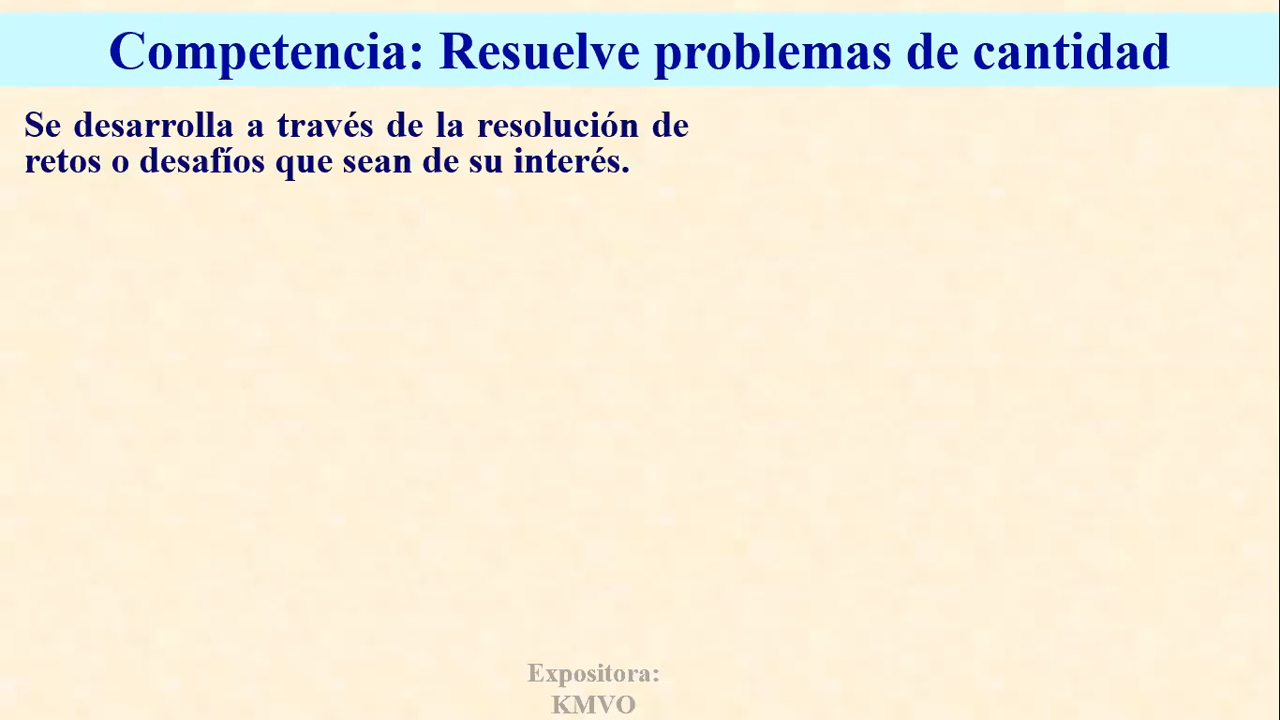 Competencia: Resuelve problemas de cantidad
Se desarrolla a través de la resolución de
retos o desafíos que sean de su interés.
Expositora:
KMVO